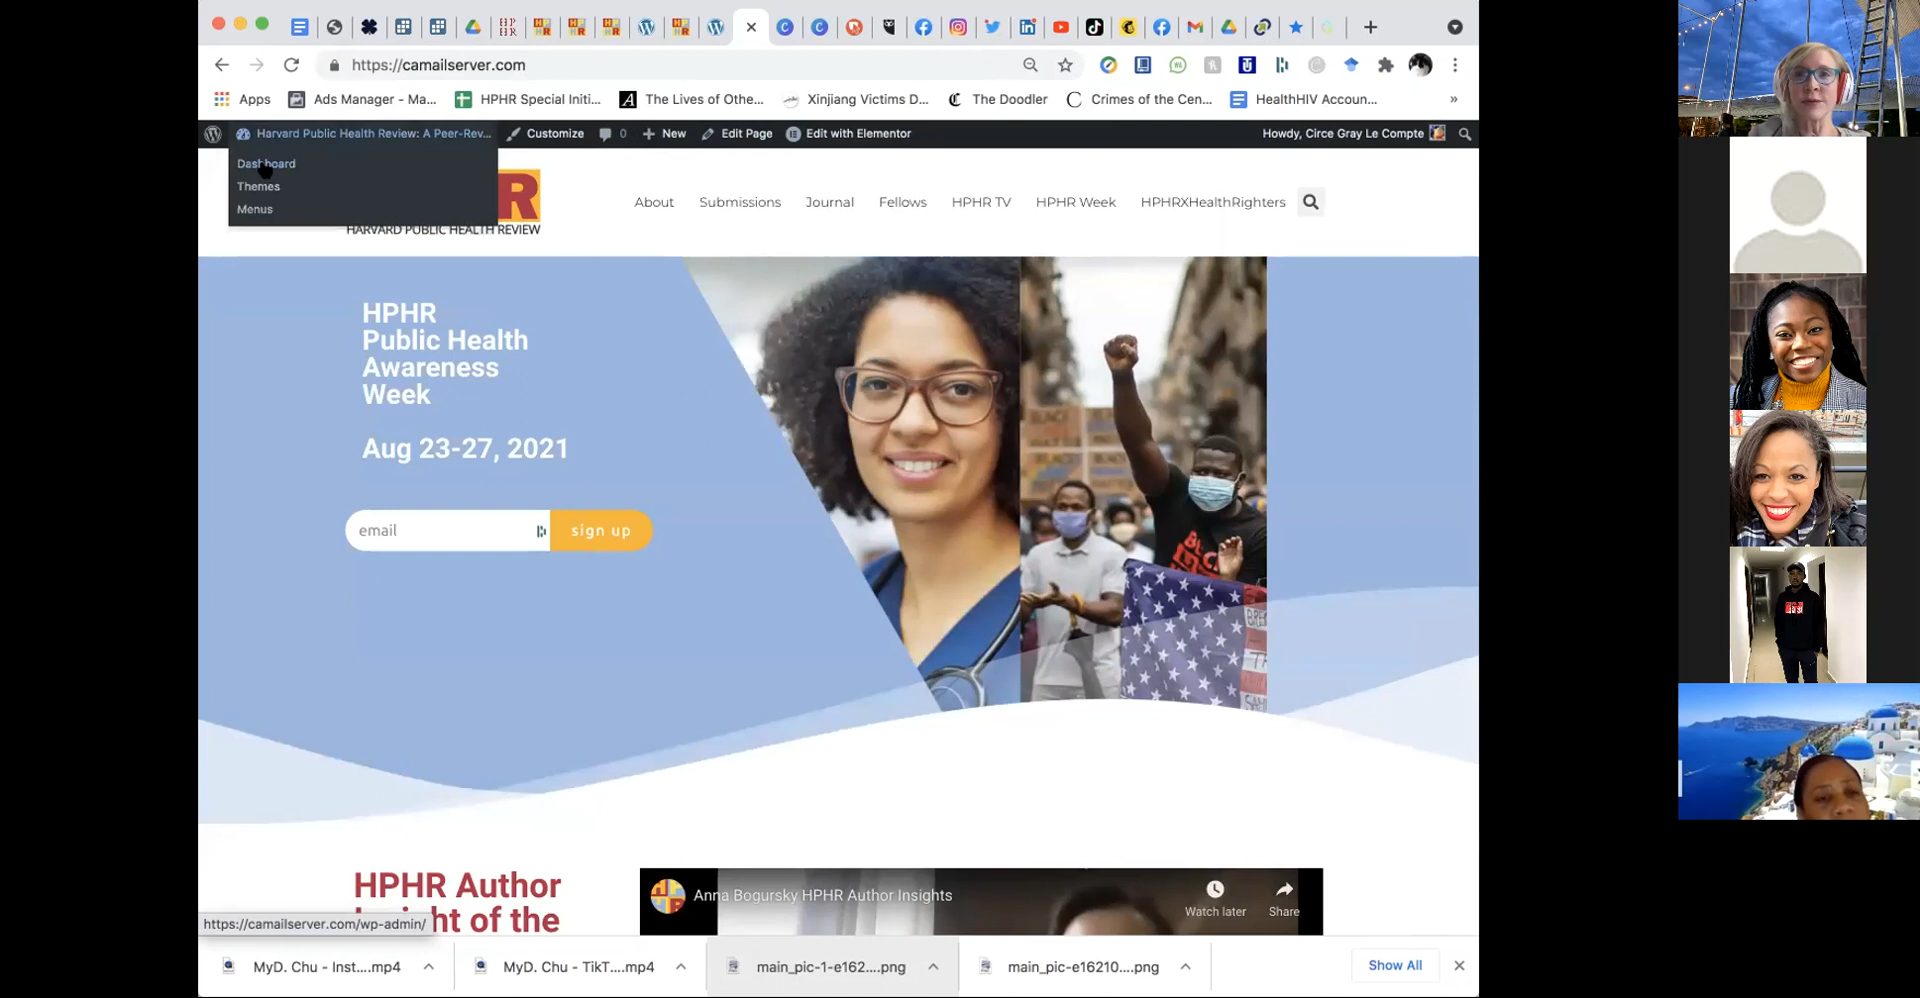 https://camailserver.com
Apps
Ads Manager - Ma...
HPHR Special Initi...
The Lives of Othe...
Xinjiang Victims D...
The Doodler
Crimes of the Cen...
HealthHIV Accoun...
»
Harvard Public Health Review: A Peer-Rev...
Customize
0
New
Edit Page
Edit with Elementor
Howdy, Circe Gray Le Compte
Dashboard
Themes
Menus
R
HARVARD PUBLIC HEALTH REVIEW
About
Submissions
Journal
Fellows
HPHR TV
HPHR Week
HPHRXHealthRighters
HPHR
Public Health
Awareness
Week
Aug 23-27, 2021
email
sign up
HPHR Author
Insight of the
Anna Bogursky HPHR Author Insights
Watch later
Share
https://camailserver.com/wp-admin/
MyD. Chu - Inst....mp4
MyD. Chu - TikT....mp4
main_pic-1-e162....png
main_pic-e16210....png
Show All